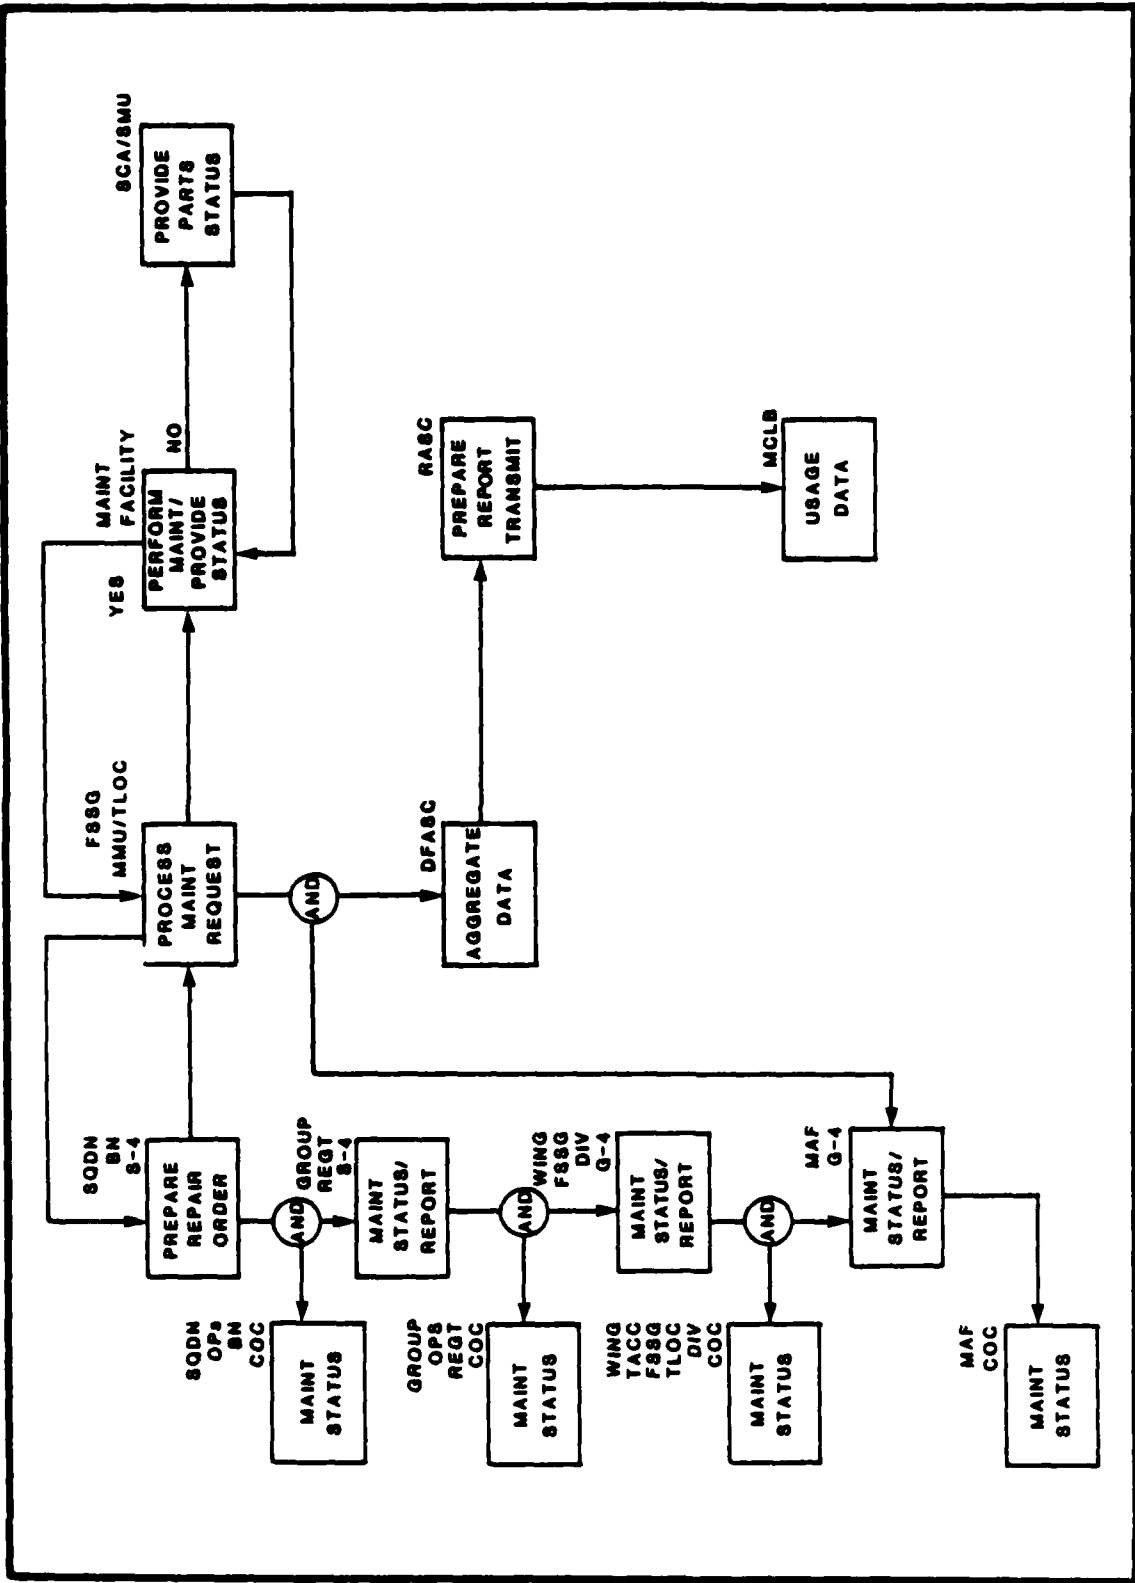 SQDN
BN
S-4
PREPARE
REPAIR
ORDER
FSSG
MMU/TLOC
PROCESS
MAINT
REQUEST
YES
MAINT
FACILITY
PERFORM
MAINT/
PROVIDE
STATUS
NO
SCA/SMU
PROVIDE
PARTS
STATUS
SQDN
OPs
BN
COC
MAINT
STATUS
AND
GROUP
REGT
S-4
MAINT
STATUS/
REPORT
AND
DFASC
AGGREGATE
DATA
RASC
PREPARE
REPORT
TRANSMIT
GROUP
OPS
REGT
COC
MAINT
STATUS
AND
WING
FSSG
DIV
G-4
MAINT
STATUS/
REPORT
WING
TACC
FSSG
TLOC
DIV
COC
MAINT
STATUS
AND
MAF
G-4
MAINT
STATUS/
REPORT
MCLB
USAGE
DATA
MAF
COC
MAINT
STATUS